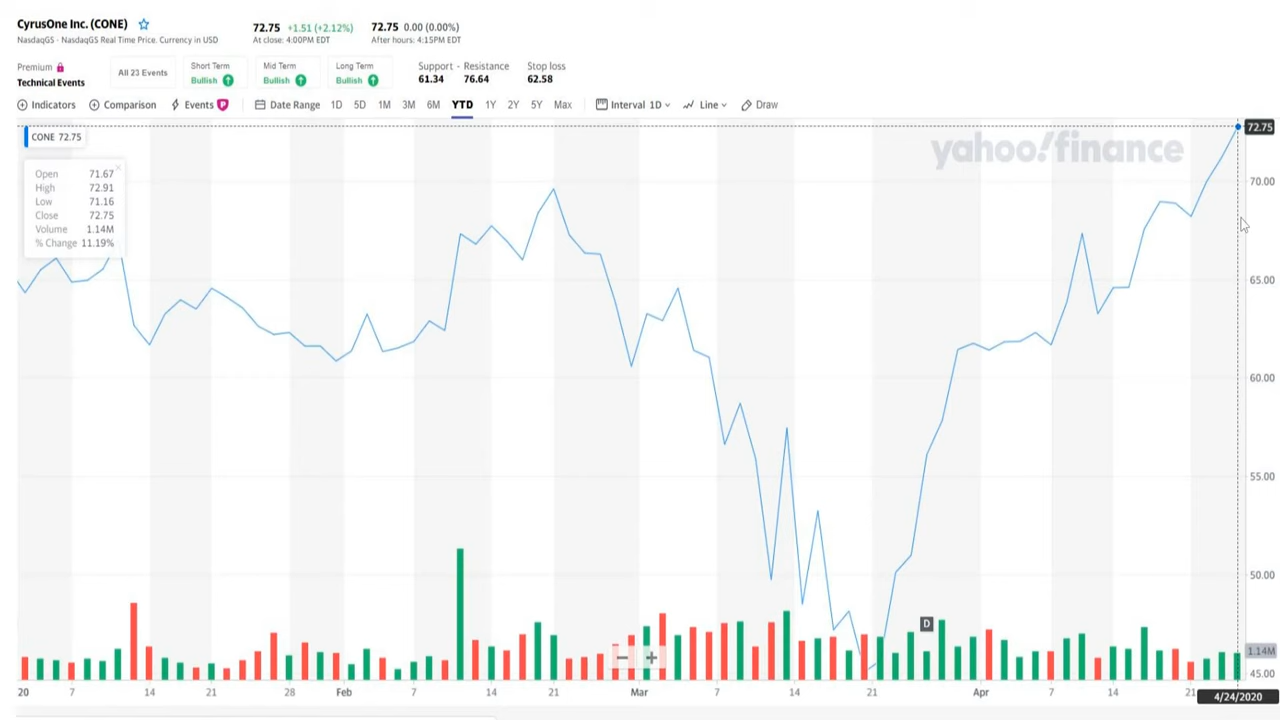 CyrusOne Inc. (CONE)
NasdaqGS - NasdaqGS Real Time Price. Currency in USD
72.75 +1.51 (+2.12%)
At close: 4:00PM EDT
72.75 0.00 (0.00%)
After hours: 4:15PM EDT
Premium
Technical Events
All 23 Events
Short Term
Bullish
Mid Term
Bullish
Long Term
Bullish
Support - Resistance
61.34 76.64
Stop loss
62.58
Indicators Comparison Events P Date Range 1D 5D 1M 3M 6M YTD 1Y 2Y 5Y Max Interval 1D Line Draw
CONE 72.75
72.75
yahoo!finance
Open 71.67
High 72.91
Low 71.16
Close 72.75
Volume 1.14M
% Change 11.19%
70.00
65.00
60.00
55.00
50.00
D
1.14M
45.00
20 7 14 21 28 Feb 7 14 Mar 7 14 21 Apr 7 14 21
4/24/2020